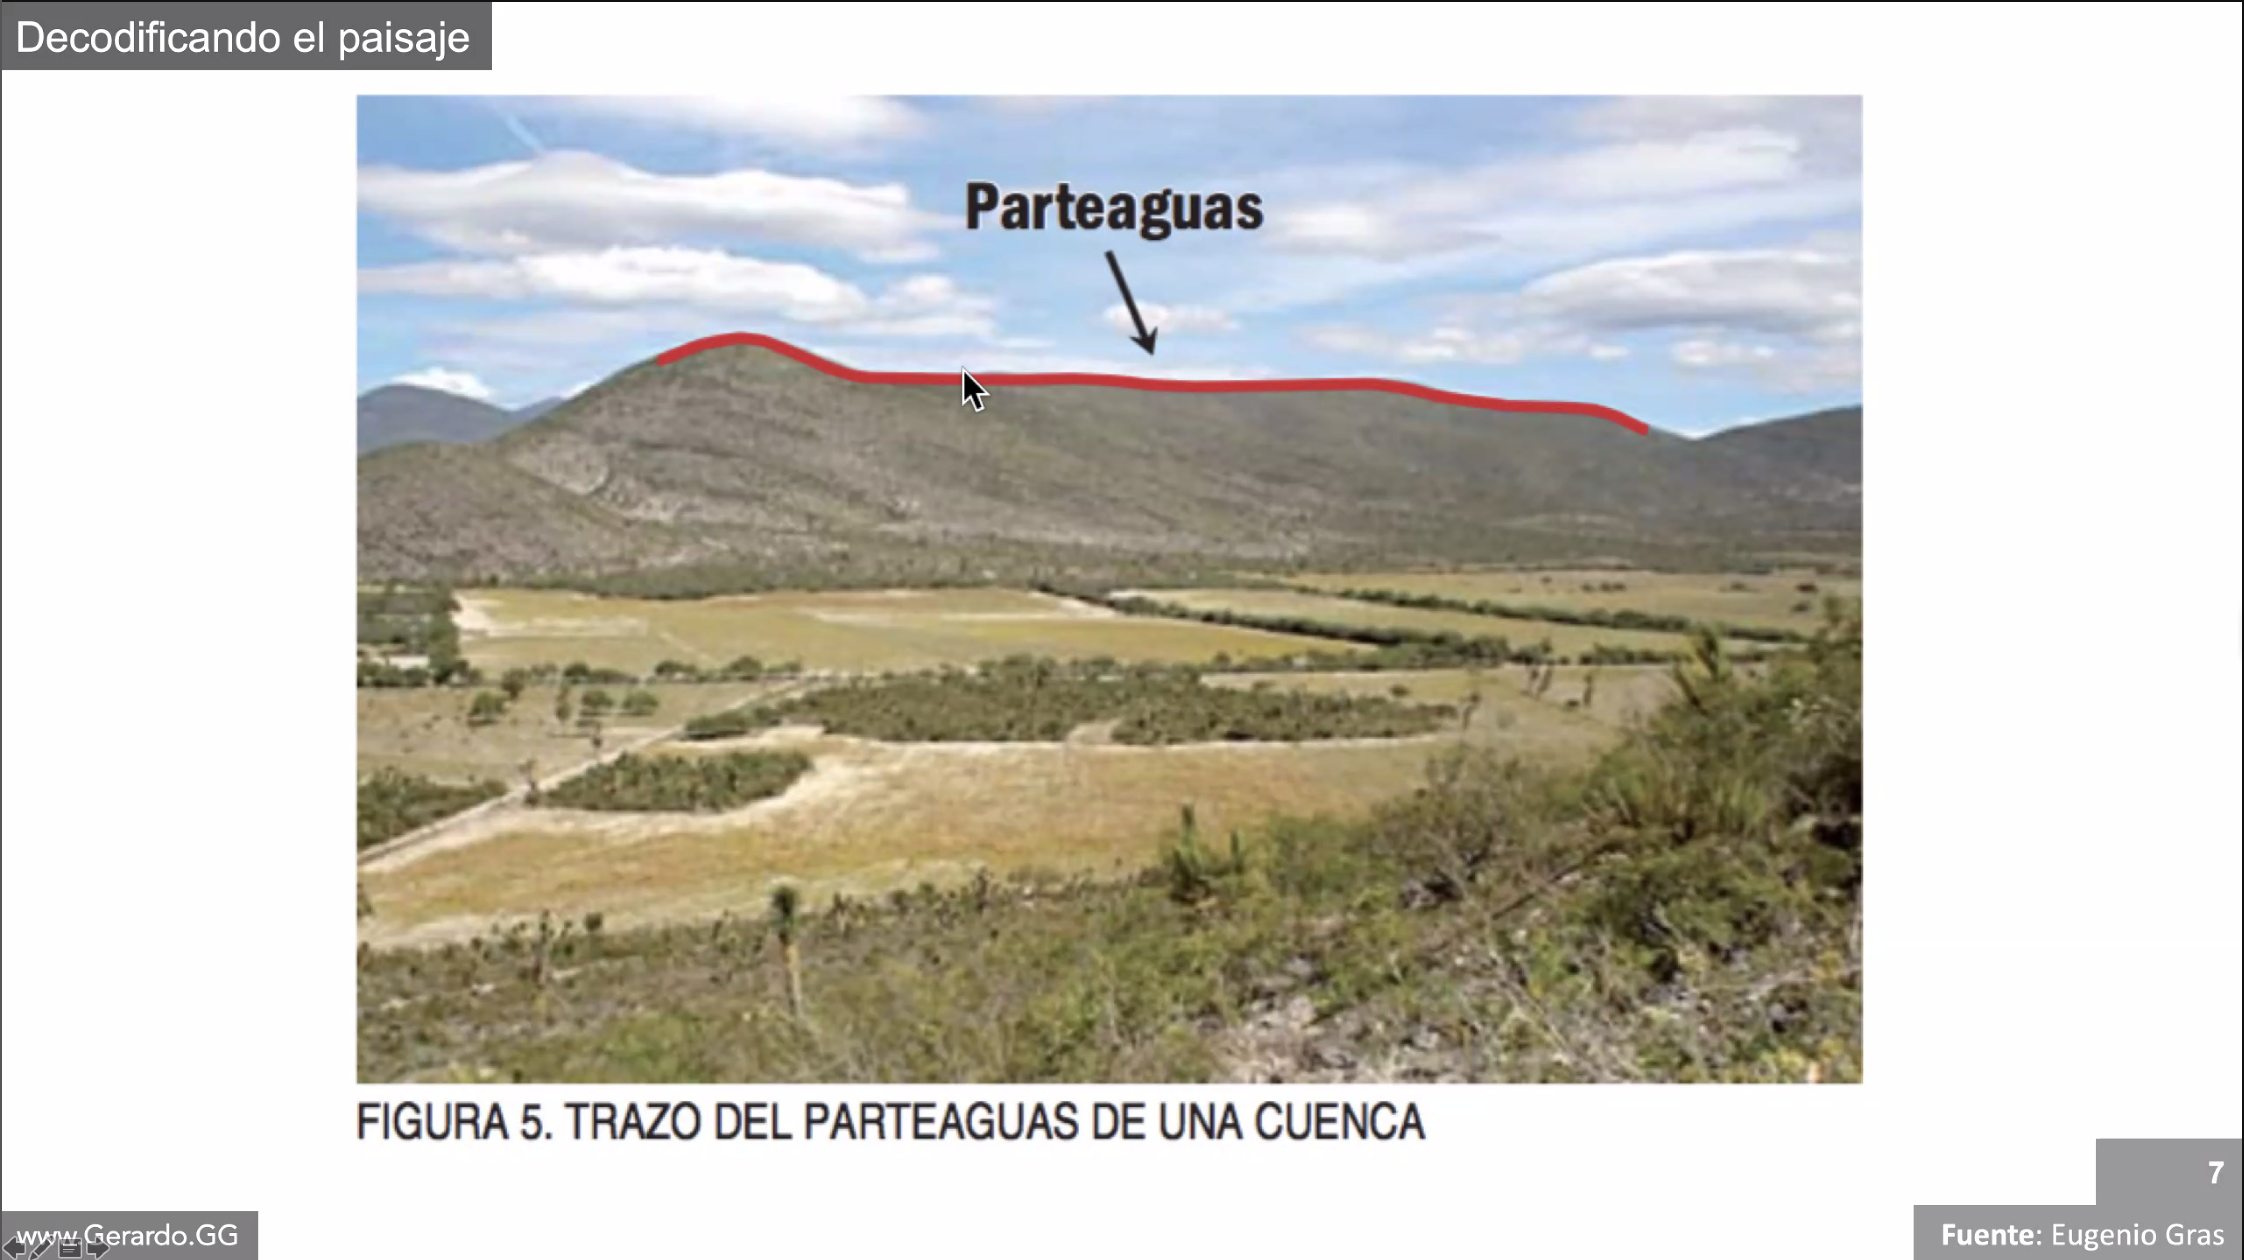 Decodificando el paisaje
Parteaguas
FIGURA 5. TRAZO DEL PARTEAGUAS DE UNA CUENCA
7
www.Gerardo.GG
Fuente: Eugenio Gras